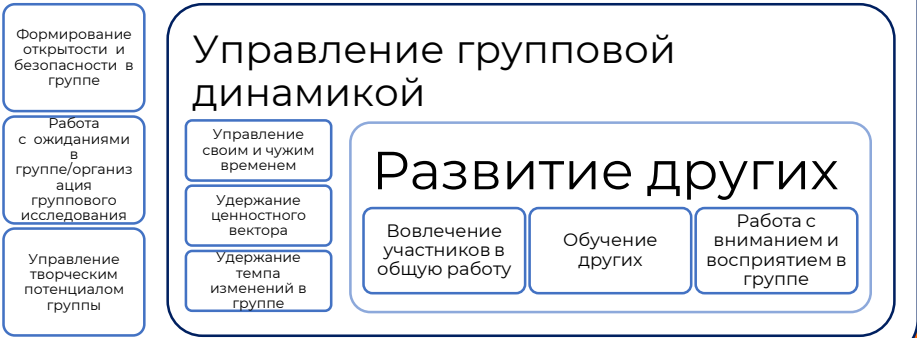 Формирование
открытости и
безопасности в
группе
Работа
с ожиданиями
в
группе/организ
ация
группового
исследования
Управление
творческим
потенциалом
группы
Управление групповой
динамикой
Управление
своим и чужим
временем
Удержание
ценностного
вектора
Удержание
темпа
изменений в
группе
Развитие других
Вовлечение
участников в
общую работу
Обучение
других
Работа с
вниманием и
восприятием в
группе